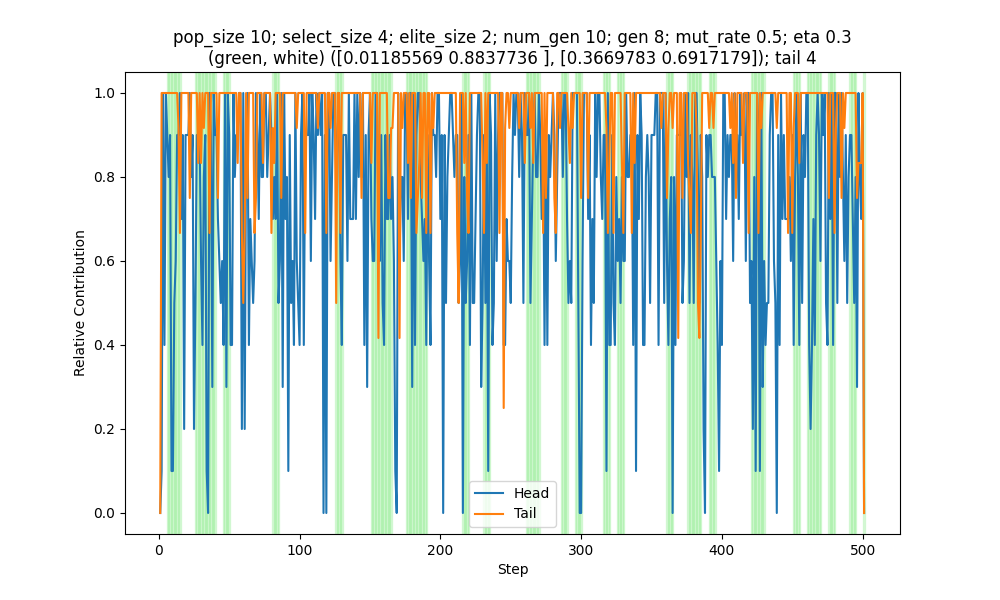 pop_size 10; select_size 4; elite_size 2; num_gen 10; gen 8; mut_rate 0.5; eta 0.3
(green, white) ([0.01185569 0.8837736 ], [0.3669783 0.6917179]); tail 4
1.0
0.8
0.6
0.4
0.2
0.0
Relative Contribution
Head
Tail
0
100
200
300
400
500
Step